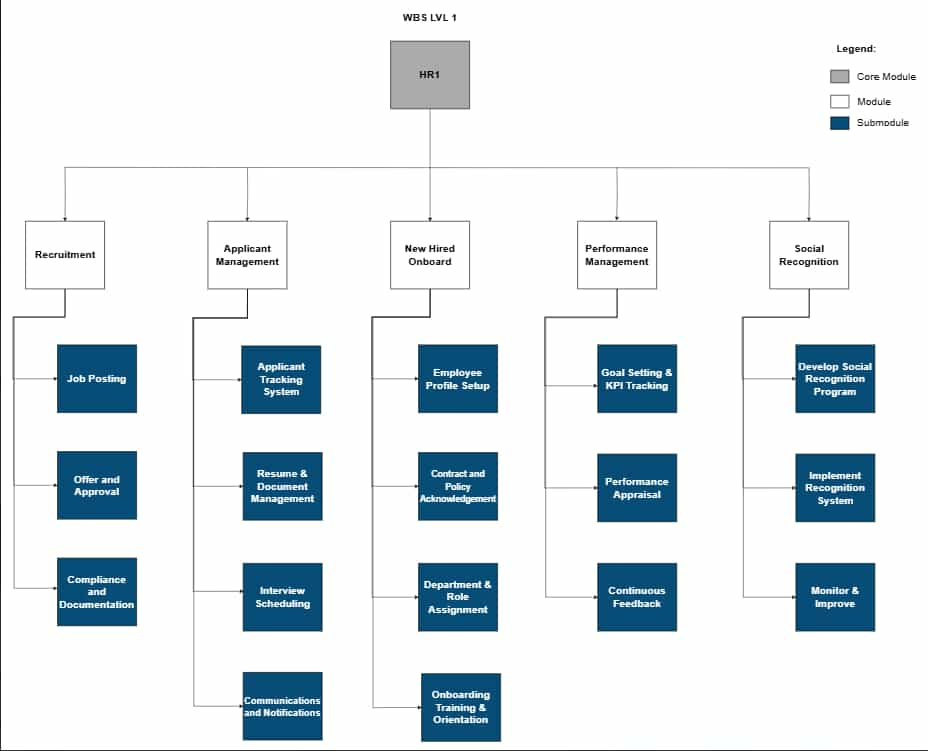 WBS LVL 1
HR1
Legend:
Core Module
Module
Submodule
Recruitment
Applicant
Management
New Hired
Onboard
Performance
Management
Social
Recognition
Job Posting
Applicant
Tracking
System
Employee
Profile Setup
Goal Setting &
KPI Tracking
Develop Social
Recognition
Program
Offer and
Approval
Resume &
Document
Management
Contract and
Policy
Acknowledgement
Performance
Appraisal
Implement
Recognition
System
Compliance
and
Documentation
Interview
Scheduling
Department &
Role
Assignment
Continuous
Feedback
Monitor &
Improve
Communications
and Notifications
Onboarding
Training &
Orientation